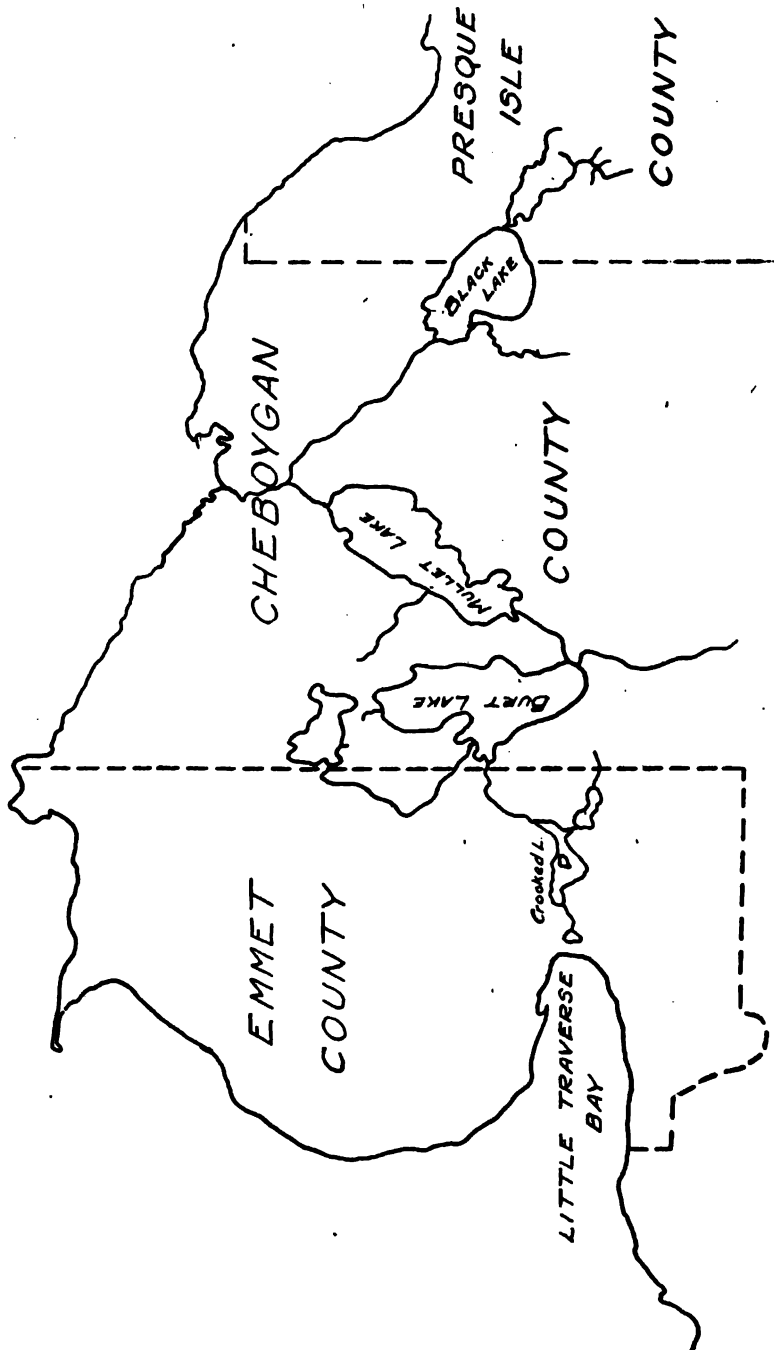 PRESQUE
ISLE
COUNTY
BLACK
LAKE
CHEBOYGAN
COUNTY
MULLET LAKE
BURT LAKE
EMMET
COUNTY
Crooked L.
LITTLE TRAVERSE
BAY